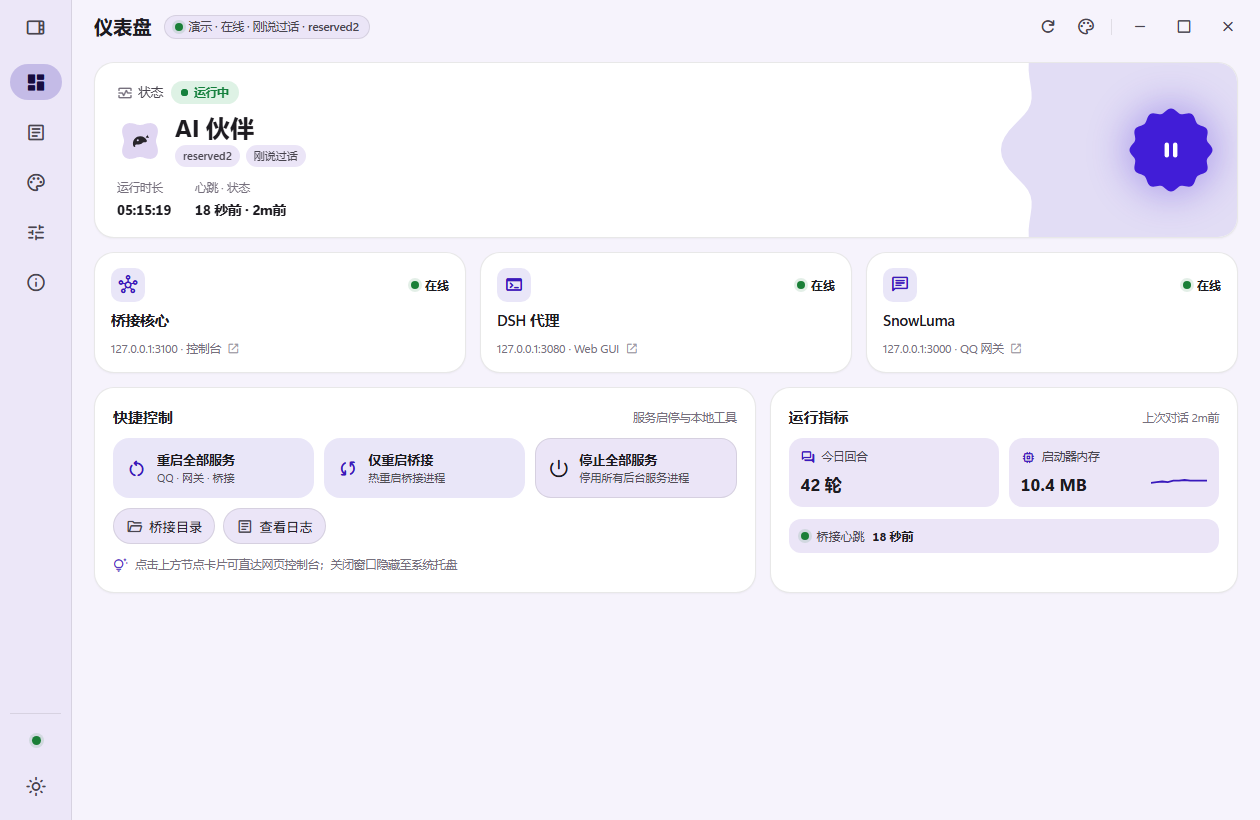 仪表盘
演示 · 在线 · 刚说过话 · reserved2
状态
运行中
AI 伙伴
reserved2
刚说过话
运行时长
心跳 · 状态
05:15:19
18 秒前 · 2m前
在线
桥接核心
127.0.0.1:3100 · 控制台
在线
DSH 代理
127.0.0.1:3080 · Web GUI
在线
SnowLuma
127.0.0.1:3000 · QQ 网关
快捷控制
服务启停与本地工具
重启全部服务
QQ · 网关 · 桥接
仅重启桥接
热重启桥接进程
停止全部服务
停用所有后台服务进程
桥接目录
查看日志
点击上方节点卡片可直达网页控制台；关闭窗口隐藏至系统托盘
运行指标
上次对话 2m前
今日回合
42 轮
启动器内存
10.4 MB
桥接心跳 18 秒前